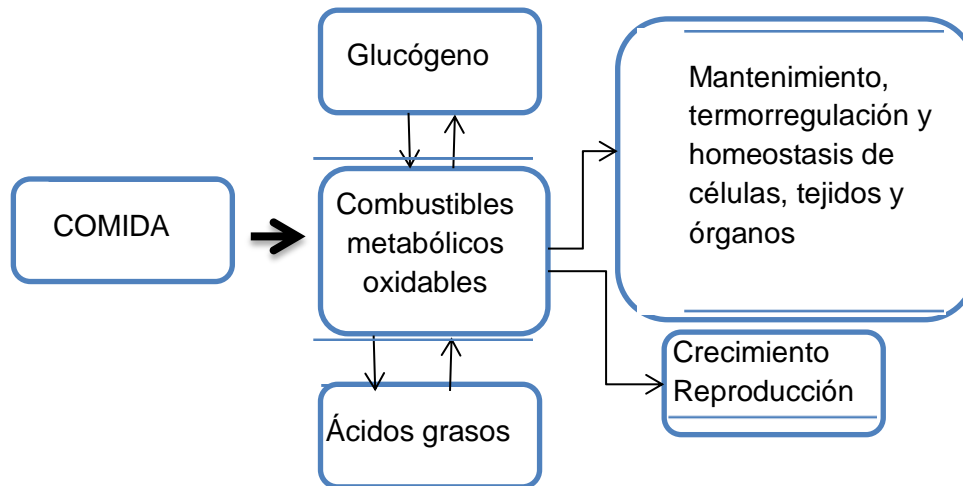 Glucógeno
COMIDA
Combustibles
metabólicos
oxidables
Ácidos grasos
Mantenimiento,
termorregulación y
homeostasis de
células, tejidos y
órganos
Crecimiento
Reproducción